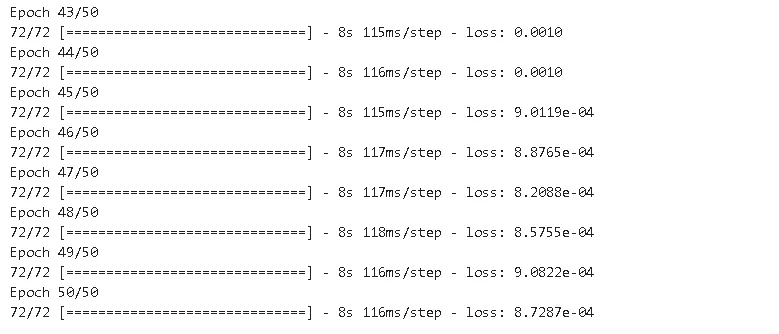 Epoch 43/50
72/72 [==============================] - 8s 115ms/step - loss: 0.0010
Epoch 44/50
72/72 [==============================] - 8s 116ms/step - loss: 0.0010
Epoch 45/50
72/72 [==============================] - 8s 115ms/step - loss: 9.0119e-04
Epoch 46/50
72/72 [==============================] - 8s 117ms/step - loss: 8.8765e-04
Epoch 47/50
72/72 [==============================] - 8s 117ms/step - loss: 8.2088e-04
Epoch 48/50
72/72 [==============================] - 8s 118ms/step - loss: 8.5755e-04
Epoch 49/50
72/72 [==============================] - 8s 116ms/step - loss: 9.0822e-04
Epoch 50/50
72/72 [==============================] - 8s 116ms/step - loss: 8.7287e-04